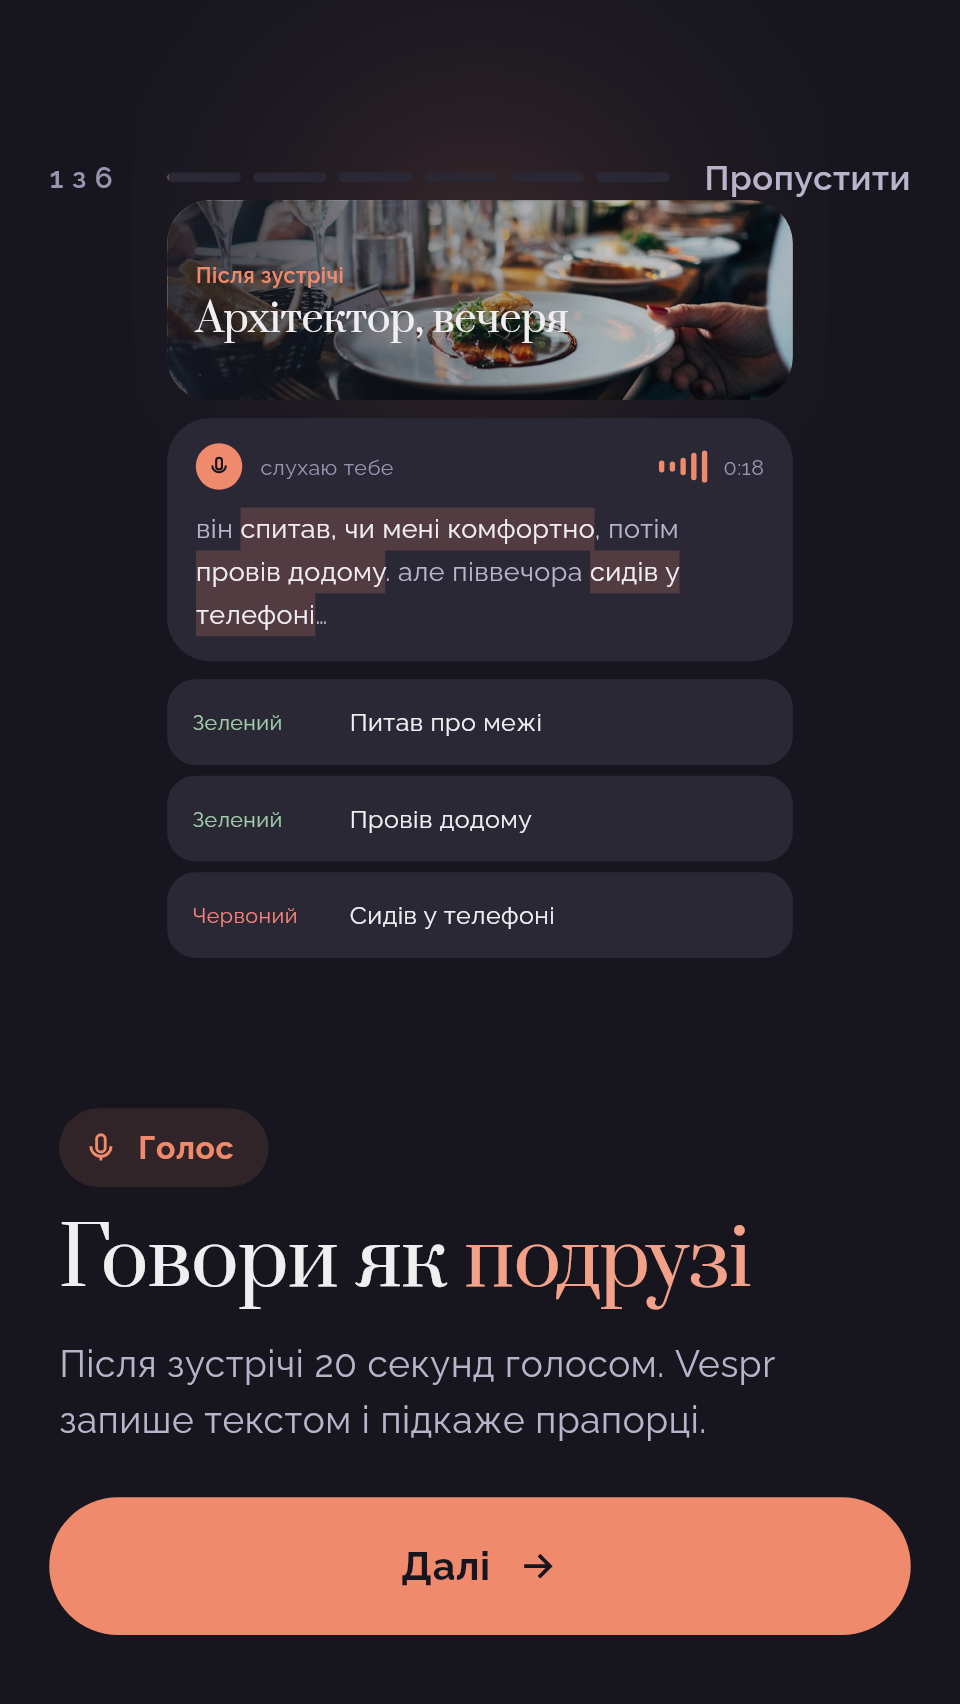 1 з 6
Пропустити
Після зустрічі
Архітектор, вечеря
слухаю тебе
0:18
він спитав, чи мені комфортно, потім
провів додому. але піввечора сидів у
телефоні…
Зелений Питав про межі
Зелений Провів додому
Червоний Сидів у телефоні
Голос
Говори як подрузі
Після зустрічі 20 секунд голосом. Vespr
запише текстом і підкаже прапорці.
Далі →